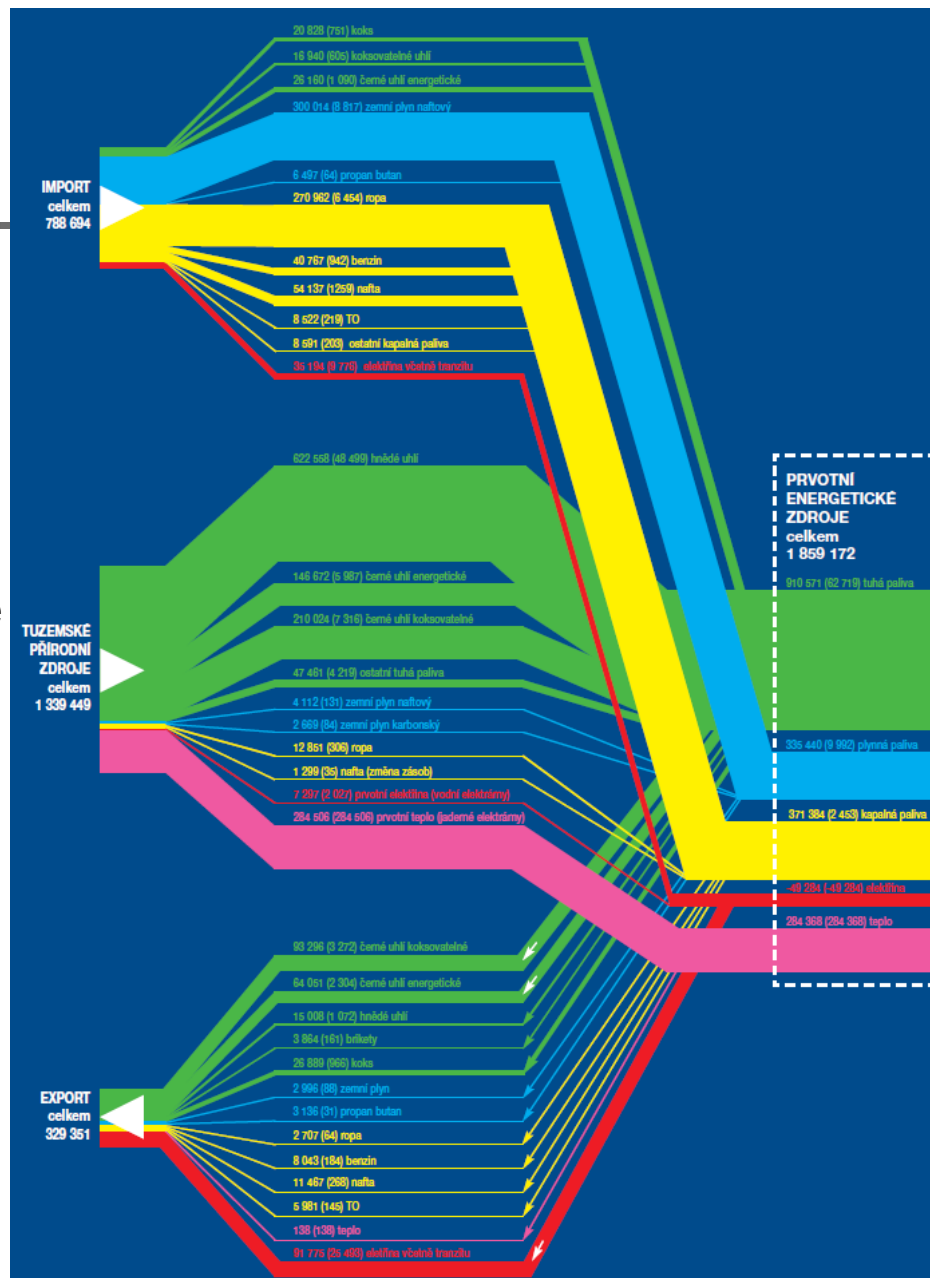 20 828 (751) koks
16 940 (605) koksovatelné uhlí
26 160 (1 090) černé uhlí energetické
300 014 (8 817) zemní plyn naftový
6 497 (64) propan butan
270 962 (6 454) ropa
40 767 (942) benzin
54 137 (1259) nafta
8 522 (219) TO
8 591 (203) ostatní kapalná paliva
35 194 (9 776) elektřina včetně tranzitu
IMPORT
celkem
788 694
622 558 (48 499) hnědé uhlí
146 672 (5 987) černé uhlí energetické
210 024 (7 316) černé uhlí koksovatelné
47 461 (4 219) ostatní tuhá paliva
4 112 (131) zemní plyn naftový
2 669 (84) zemní plyn karbonský
12 851 (306) ropa
1 299 (35) nafta (změna zásob)
7 297 (2 027) prvotní elektřina (vodní elektrárny)
284 506 (284 506) prvotní teplo (jaderné elektrárny)
TUZEMSKÉ
PŘÍRODNÍ
ZDROJE
celkem
1 339 449
93 296 (3 272) černé uhlí koksovatelné
64 051 (2 304) černé uhlí energetické
15 008 (1 072) hnědé uhlí
3 864 (161) brikety
26 889 (966) koks
2 996 (88) zemní plyn
3 136 (31) propan butan
2 707 (64) ropa
8 043 (184) benzin
11 467 (268) nafta
5 981 (145) TO
138 (138) teplo
91 775 (25 493) eletřina včetně tranzitu
EXPORT
celkem
329 351
PRVOTNÍ
ENERGETICKÉ
ZDROJE
celkem
1 859 172
910 571 (62 719) tuhá paliva
335 440 (9 992) plynná paliva
371 384 (2 453) kapalná paliva
-49 284 (-49 284) elektřina
284 368 (284 368) teplo